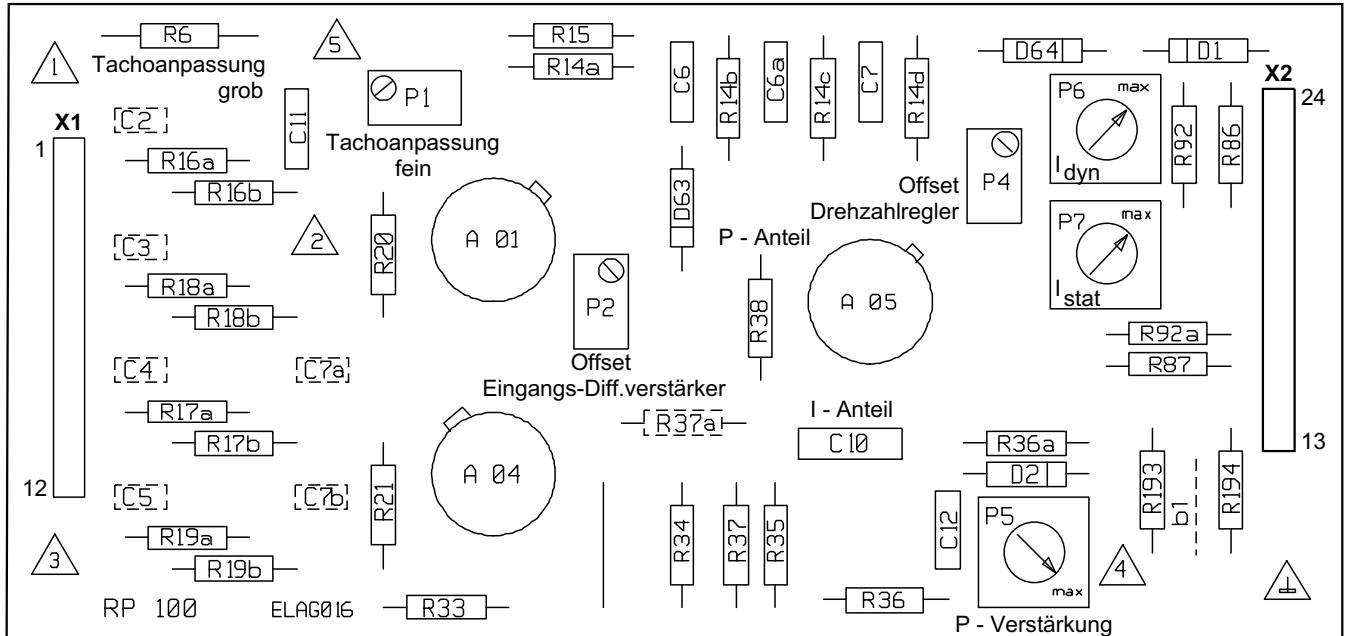 R6
5
R15
R14a
1
Tachoanpassung
grob
P1
C6
R14b
C6a
R14c
C7
R14d
D64
D1
X2
24
P6
max
I dyn
R92
R86
C2
X1
1
C11
Tachoanpassung
fein
R16a
R16b
D63
Offset
Drehzahlregler
P4
C3
2
R20
A 01
P - Anteil
P7
max
I stat
R18a
R18b
P2
R38
A 05
R92a
R87
C4
C7a
Offset
Eingangs-Diff.verstärker
R17a
R17b
R37a
I - Anteil
C10
R36a
D2
13
12
C5
C7b
R21
A 04
R34
R37
R35
C12
P5
max
R193
b1
R194
3
R19a
R19b
4
RP 100
ELAG016
R33
R36
P - Verstärkung